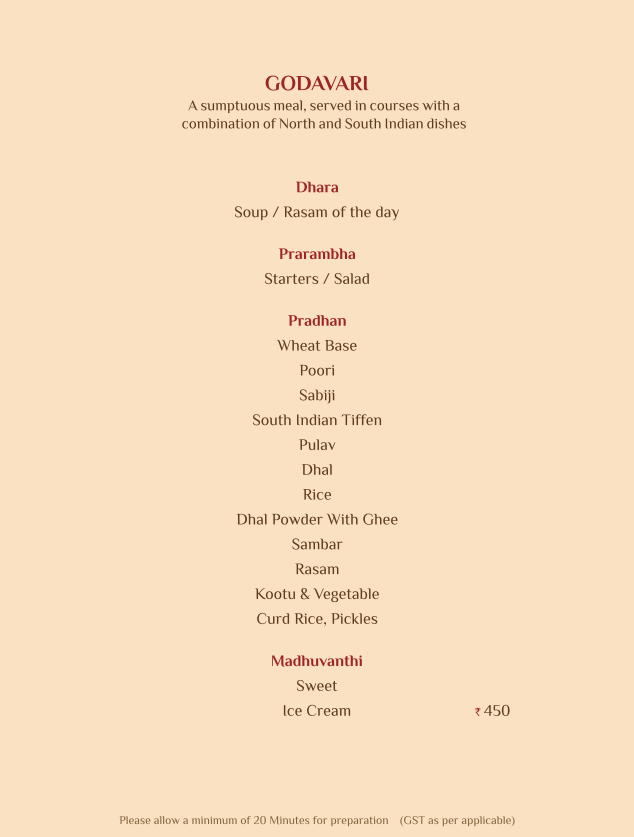 GODAVARI
A sumptuous meal, served in courses with a
combination of North and South Indian dishes
Dhara
Soup / Rasam of the day
Prarambha
Starters / Salad
Pradhan
Wheat Base
Poori
Sabiji
South Indian Tiffen
Pulav
Dhal
Rice
Dhal Powder With Ghee
Sambar
Rasam
Kootu & Vegetable
Curd Rice, Pickles
Madhuvanthi
Sweet
Ice Cream ₹ 450
Please allow a minimum of 20 Minutes for preparation (GST as per applicable)